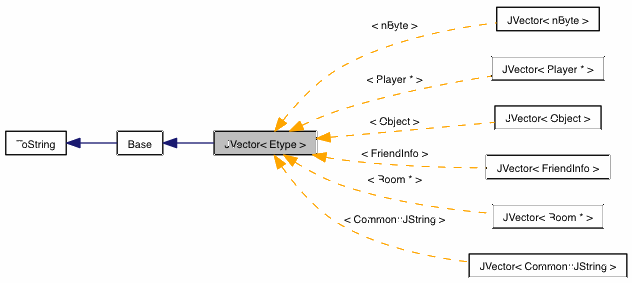 JVector< nByte >
< nByte >
JVector< Player * >
< Player * >
JVector< Object >
< Object >
ToString
Base
JVector< Etype >
< FriendInfo >
JVector< FriendInfo >
< Room * >
JVector< Room * >
< Common::JString >
JVector< Common::JString >